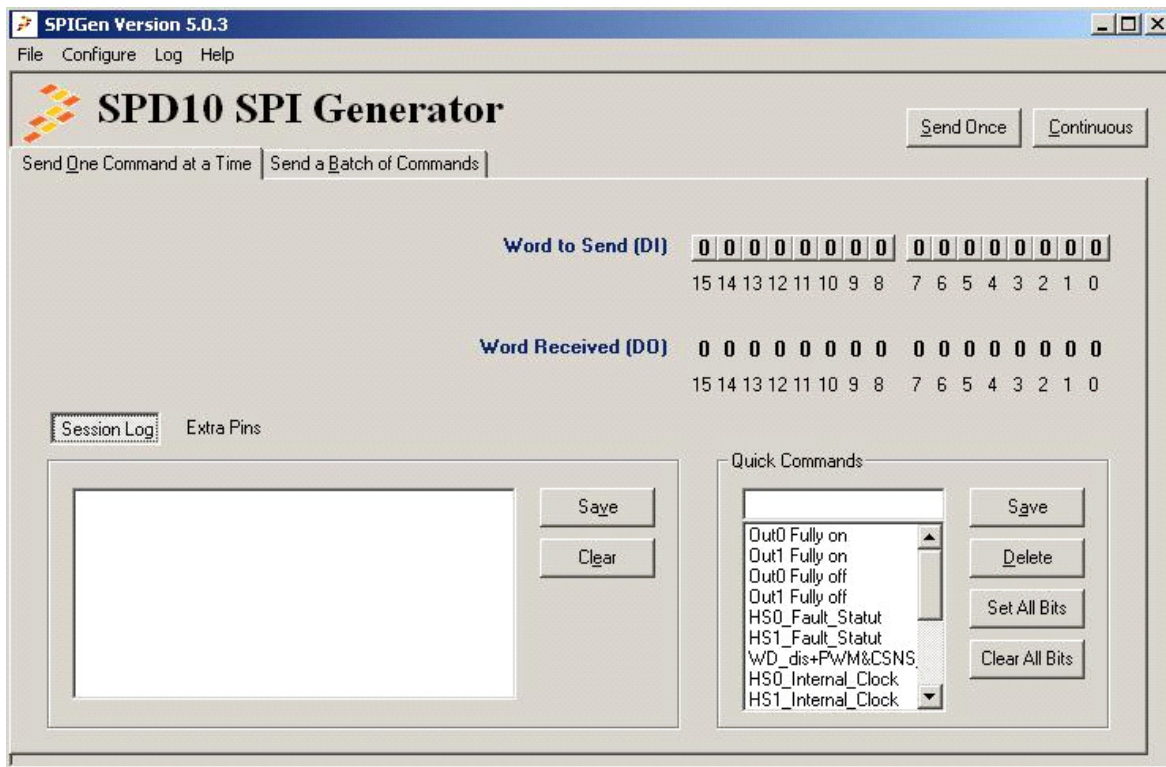 SPIGen Version 5.0.3
File Configure Log Help
SPD10 SPI Generator
Send Once Continuous
Send One Command at a Time Send a Batch of Commands
Word to Send (DI) 0 0 0 0 0 0 0 0 0 0 0 0 0 0 0 0
15 14 13 12 11 10 9 8 7 6 5 4 3 2 1 0
Word Received (DO) 0 0 0 0 0 0 0 0 0 0 0 0 0 0 0 0
15 14 13 12 11 10 9 8 7 6 5 4 3 2 1 0
Session Log Extra Pins
Save
Clear
Quick Commands
Out0 Fully on
Out1 Fully on
Out0 Fully off
Out1 Fully off
HS0_Fault_Statut
HS1_Fault_Statut
WD_dis+PWM&CSNS_
HS0_Internal_Clock
HS1_Internal_Clock
Save
Delete
Set All Bits
Clear All Bits